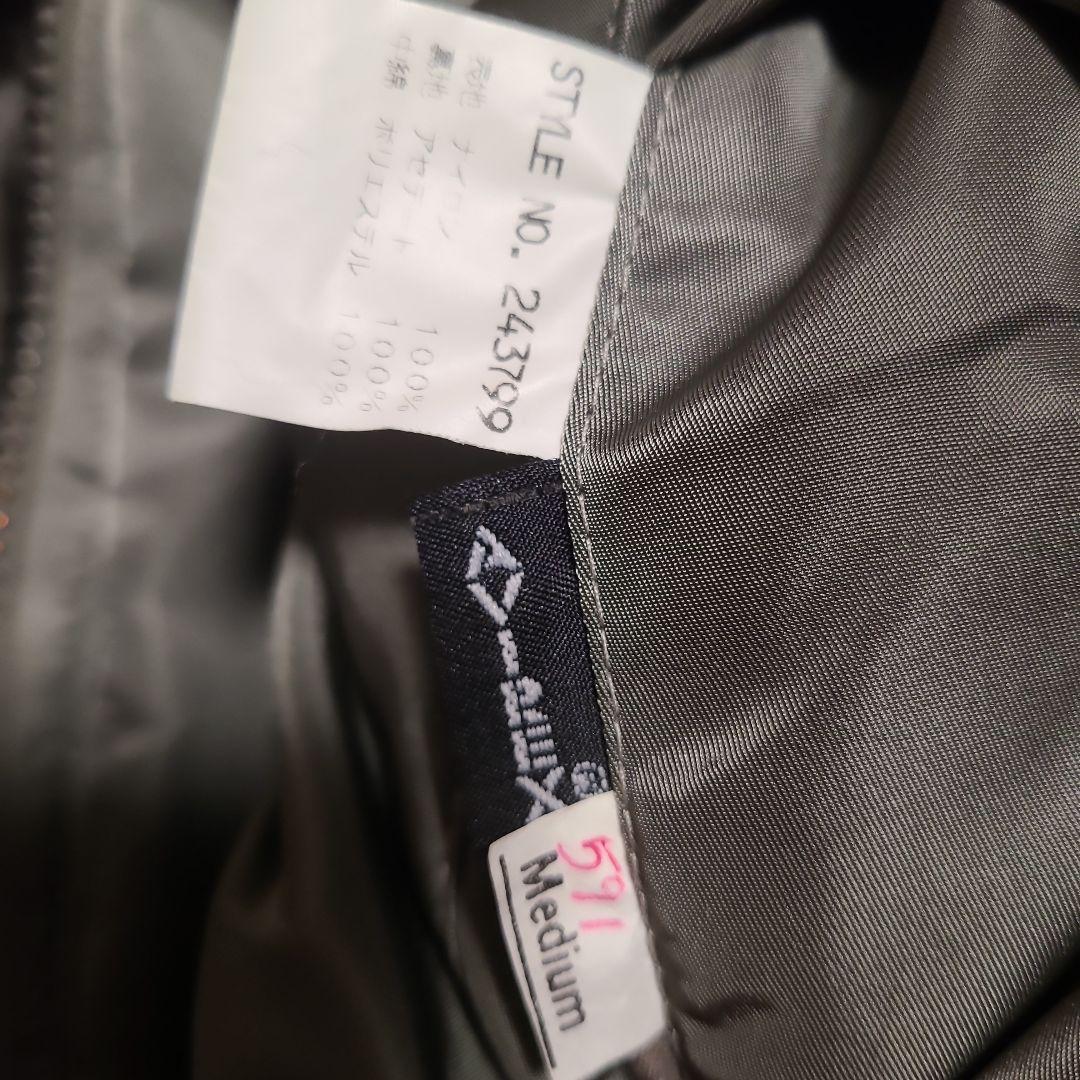 STYLE NO. 243799
表地 ナイロン 100%
裏地 アセテート 100%
中綿 ポリエステル 100%
591
Medium